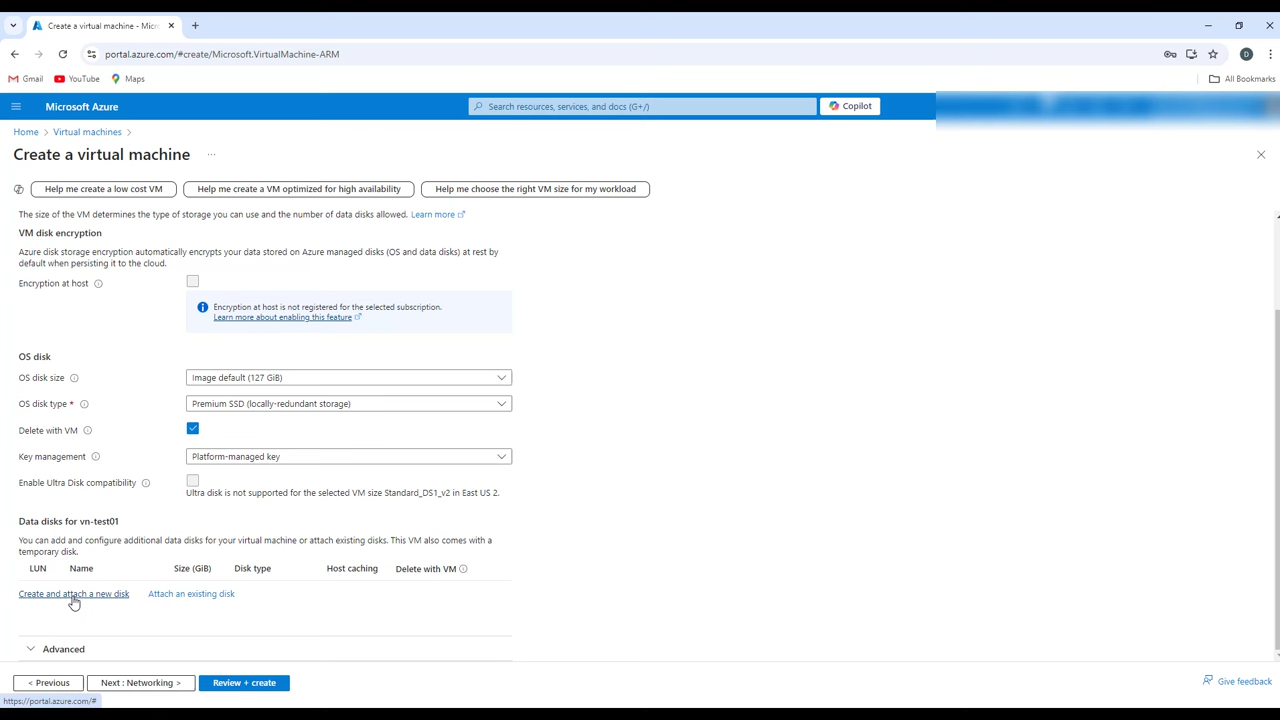 Create a virtual machine - Micr
portal.azure.com/#create/Microsoft.VirtualMachine-ARM
D
Gmail YouTube Maps All Bookmarks
Microsoft Azure Search resources, services, and docs (G+/) Copilot
Home > Virtual machines >
Create a virtual machine ...
Help me create a low cost VM Help me create a VM optimized for high availability Help me choose the right VM size for my workload
The size of the VM determines the type of storage you can use and the number of data disks allowed. Learn more
VM disk encryption
Azure disk storage encryption automatically encrypts your data stored on Azure managed disks (OS and data disks) at rest by
default when persisting it to the cloud.
Encryption at host
Encryption at host is not registered for the selected subscription.
Learn more about enabling this feature
OS disk
OS disk size Image default (127 GiB)
OS disk type * Premium SSD (locally-redundant storage)
Delete with VM
Key management Platform-managed key
Enable Ultra Disk compatibility
Ultra disk is not supported for the selected VM size Standard_DS1_v2 in East US 2.
Data disks for vn-test01
You can add and configure additional data disks for your virtual machine or attach existing disks. This VM also comes with a
temporary disk.
LUN Name Size (GiB) Disk type Host caching Delete with VM
Create and attach a new disk Attach an existing disk
Advanced
< Previous Next : Networking > Review + create Give feedback
https://portal.azure.com/#